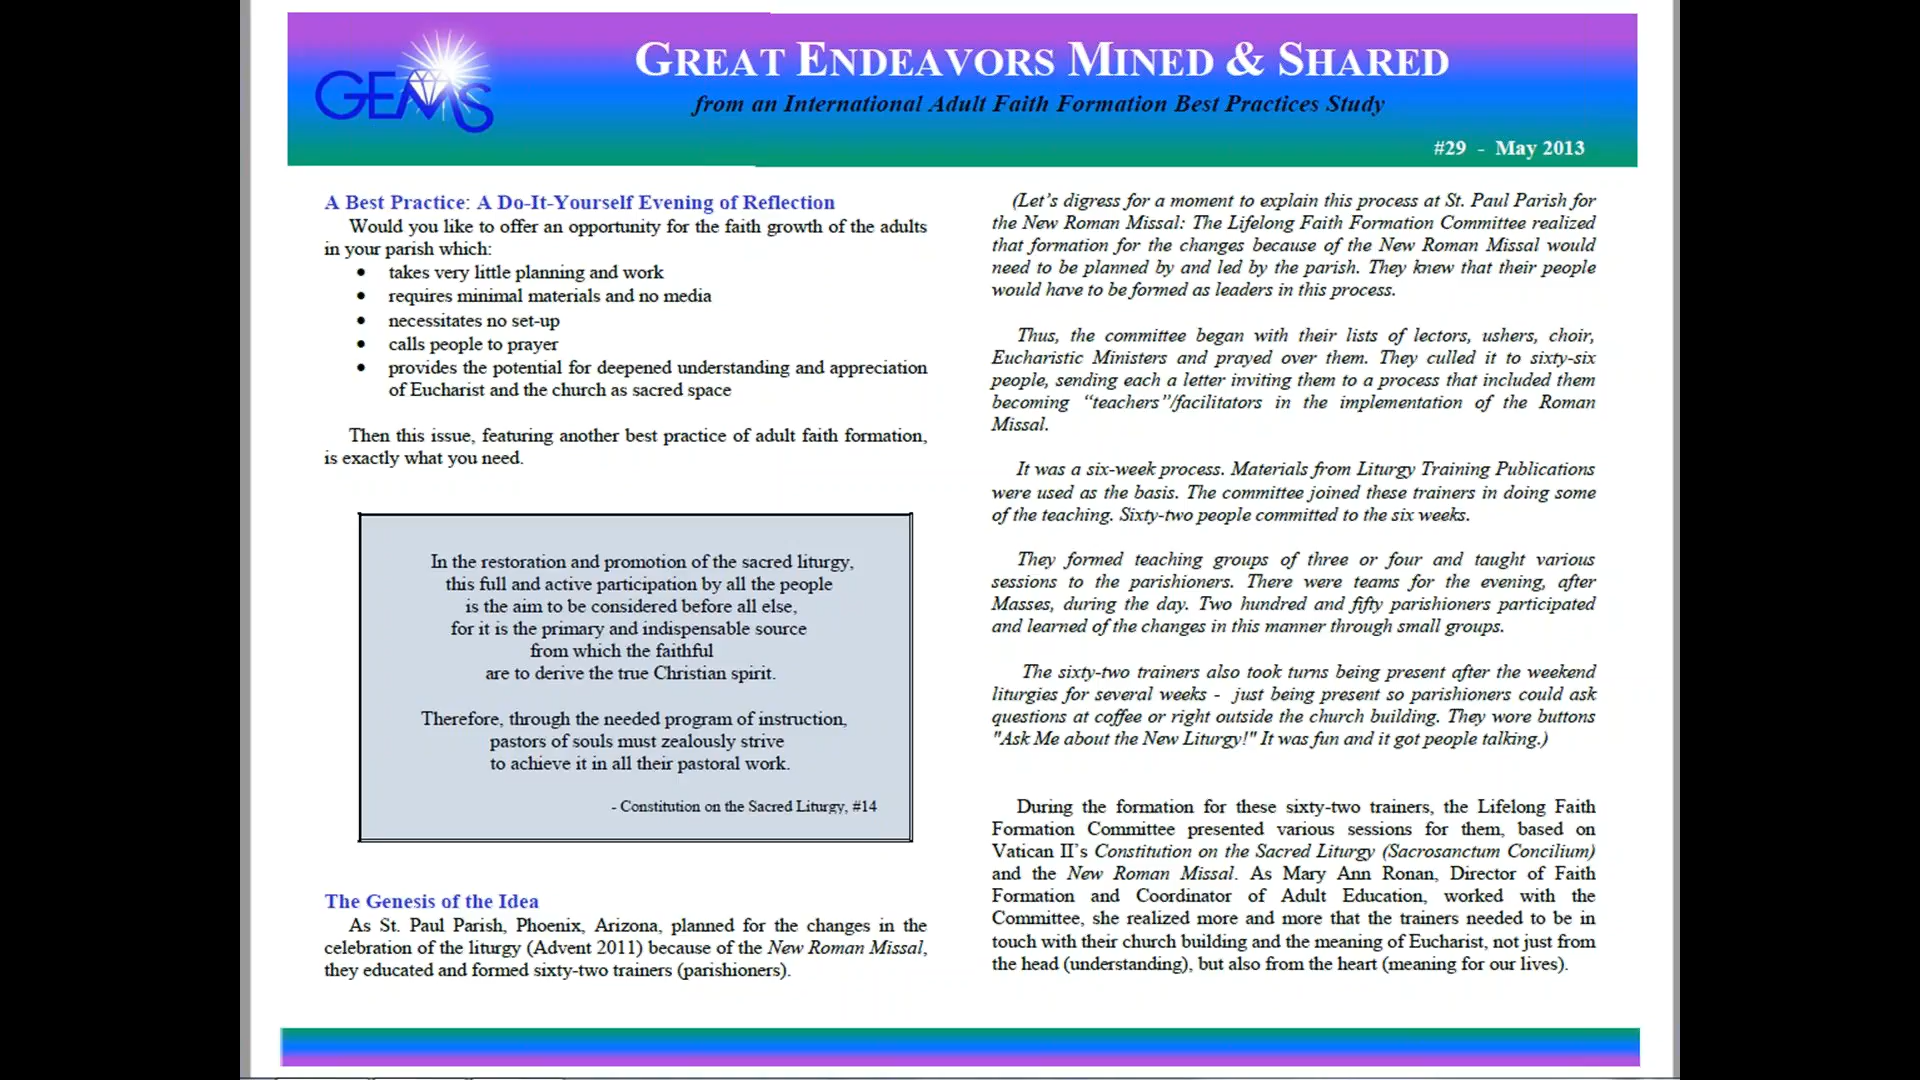 GEMS
GREAT ENDEAVORS MINED & SHARED
from an International Adult Faith Formation Best Practices Study
#29 - May 2013
A Best Practice: A Do-It-Yourself Evening of Reflection
Would you like to offer an opportunity for the faith growth of the adults
in your parish which:
• takes very little planning and work
• requires minimal materials and no media
• necessitates no set-up
• calls people to prayer
• provides the potential for deepened understanding and appreciation
of Eucharist and the church as sacred space
Then this issue, featuring another best practice of adult faith formation,
is exactly what you need.
In the restoration and promotion of the sacred liturgy,
this full and active participation by all the people
is the aim to be considered before all else,
for it is the primary and indispensable source
from which the faithful
are to derive the true Christian spirit.
Therefore, through the needed program of instruction,
pastors of souls must zealously strive
to achieve it in all their pastoral work.
- Constitution on the Sacred Liturgy, #14
The Genesis of the Idea
As St. Paul Parish, Phoenix, Arizona, planned for the changes in the
celebration of the liturgy (Advent 2011) because of the New Roman Missal,
they educated and formed sixty-two trainers (parishioners).
(Let's digress for a moment to explain this process at St. Paul Parish for
the New Roman Missal: The Lifelong Faith Formation Committee realized
that formation for the changes because of the New Roman Missal would
need to be planned by and led by the parish. They knew that their people
would have to be formed as leaders in this process.
Thus, the committee began with their lists of lectors, ushers, choir,
Eucharistic Ministers and prayed over them. They culled it to sixty-six
people, sending each a letter inviting them to a process that included them
becoming “teachers”/facilitators in the implementation of the Roman
Missal.
It was a six-week process. Materials from Liturgy Training Publications
were used as the basis. The committee joined these trainers in doing some
of the teaching. Sixty-two people committed to the six weeks.
They formed teaching groups of three or four and taught various
sessions to the parishioners. There were teams for the evening, after
Masses, during the day. Two hundred and fifty parishioners participated
and learned of the changes in this manner through small groups.
The sixty-two trainers also took turns being present after the weekend
liturgies for several weeks - just being present so parishioners could ask
questions at coffee or right outside the church building. They wore buttons
"Ask Me about the New Liturgy!" It was fun and it got people talking.)
During the formation for these sixty-two trainers, the Lifelong Faith
Formation Committee presented various sessions for them, based on
Vatican II's Constitution on the Sacred Liturgy (Sacrosanctum Concilium)
and the New Roman Missal. As Mary Ann Ronan, Director of Faith
Formation and Coordinator of Adult Education, worked with the
Committee, she realized more and more that the trainers needed to be in
touch with their church building and the meaning of Eucharist, not just from
the head (understanding), but also from the heart (meaning for our lives).